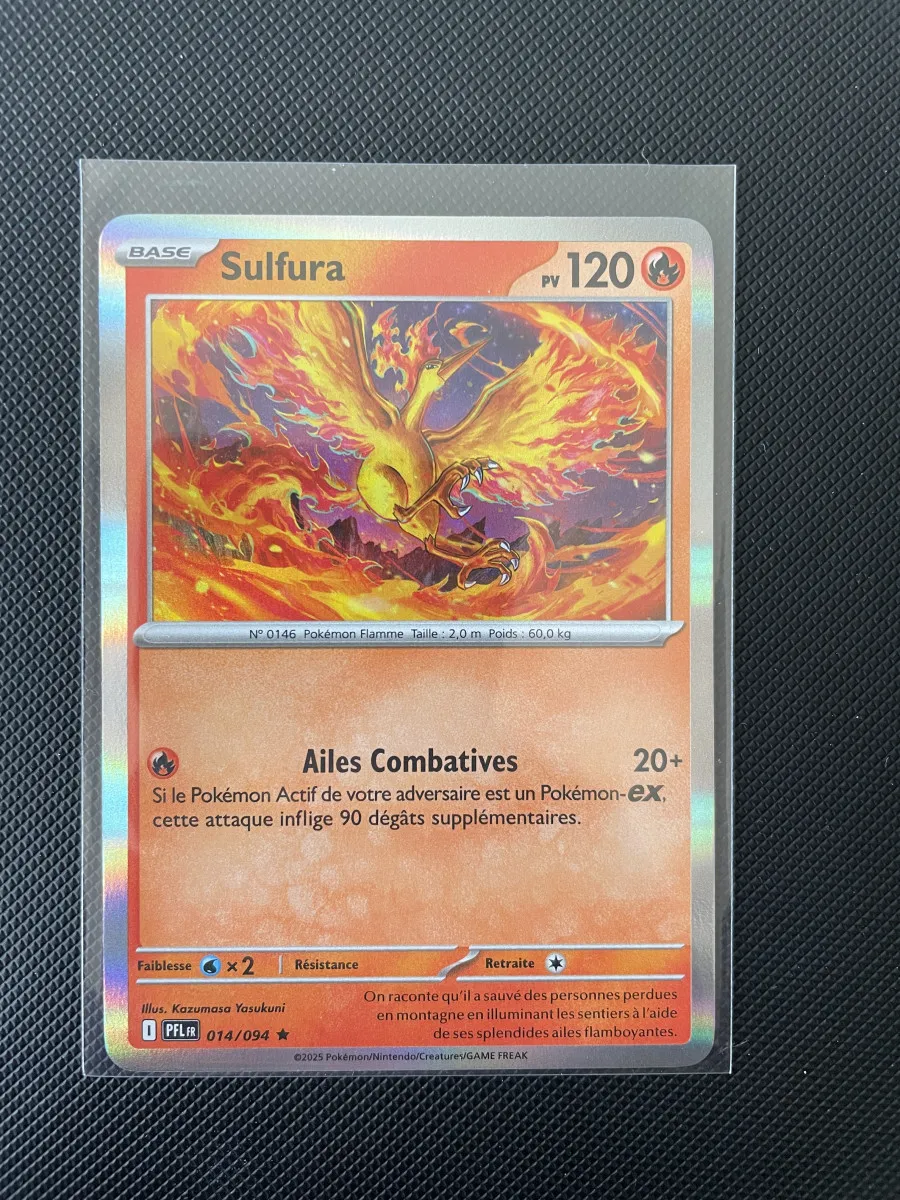 BASE Sulfura PV 120
N° 0146 Pokémon Flamme Taille : 2,0 m Poids : 60,0 kg
Ailes Combatives 20+
Si le Pokémon Actif de votre adversaire est un Pokémon-ex,
cette attaque inflige 90 dégâts supplémentaires.
Faiblesse ×2 Résistance Retraite
Illus. Kazumasa Yasukuni
On raconte qu'il a sauvé des personnes perdues
en montagne en illuminant les sentiers à l'aide
de ses splendides ailes flamboyantes.
I PFL FR 014/094 ★
©2025 Pokémon/Nintendo/Creatures/GAME FREAK